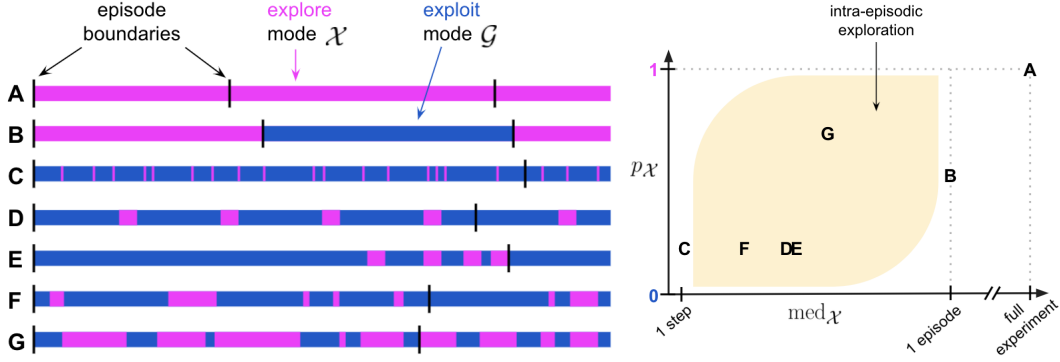 episode
boundaries
explore
mode 𝒳
exploit
mode 𝒢
A
B
C
D
E
F
G
intra-episodic
exploration
1
p𝒳
0
A
G
B
C
F
DE
1 step
med𝒳
1 episode
full
experiment